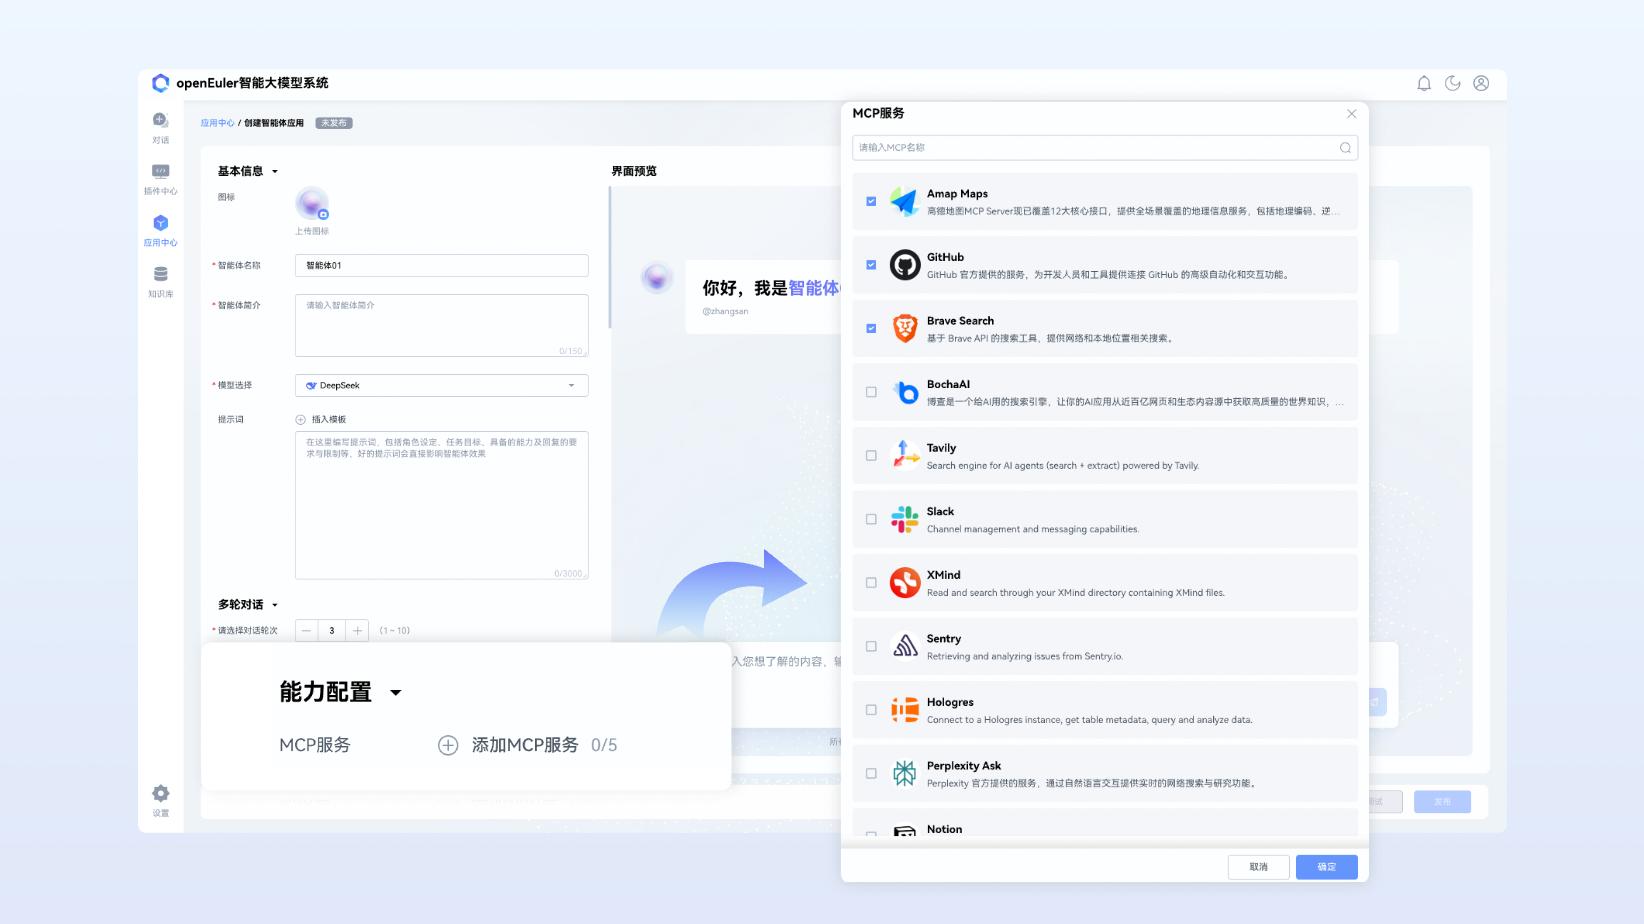 openEuler智能大模型系统
对话
插件中心
应用中心
知识库
设置
应用中心 / 创建智能体应用 未发布
基本信息
图标
上传图标
* 智能体名称 智能体01
* 智能体简介 请输入智能体简介
0/150
* 模型选择 DeepSeek
提示词 插入模板
在这里编写提示词，包括角色设定、任务目标、具备的能力及回复的要
求与限制等，好的提示词会直接影响智能体效果
0/3000
多轮对话
* 请选择对话轮次 3 (1 ~ 10)
能力配置
MCP服务 添加MCP服务 0/5
界面预览
你好，我是智能体
@zhangsan
入您想了解的内容，
发布
MCP服务
请输入MCP名称
Amap Maps
高德地图MCP Server现已覆盖12大核心接口，提供全场景覆盖的地理信息服务，包括地理编码、逆...
GitHub
GitHub 官方提供的服务，为开发人员和工具提供连接 GitHub 的高级自动化和交互功能。
Brave Search
基于 Brave API 的搜索工具，提供网络和本地位置相关搜索。
BochaAI
博查是一个给AI用的搜索引擎，让你的AI应用从近百亿网页和生态内容源中获取高质量的世界知识，...
Tavily
Search engine for AI agents (search + extract) powered by Tavily.
Slack
Channel management and messaging capabilities.
XMind
Read and search through your XMind directory containing XMind files.
Sentry
Retrieving and analyzing issues from Sentry.io.
Hologres
Connect to a Hologres instance, get table metadata, query and analyze data.
Perplexity Ask
Perplexity 官方提供的服务，通过自然语言交互提供实时的网络搜索与研究功能。
Notion
取消
确定